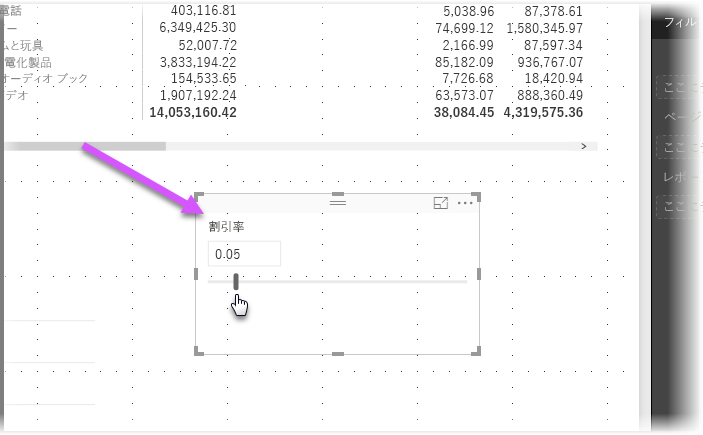 電話 403,116.81 5,038.96 87,378.61
ー 6,349,425.30 74,699.12 1,580,345.97
ムと玩具 52,007.72 2,166.99 87,597.34
電化製品 3,833,194.22 85,182.09 936,767.07
オーディオ ブック 154,533.65 7,726.68 18,420.94
デオ 1,907,192.24 63,573.07 888,360.49
14,053,160.42 38,084.45 4,319,575.36
フィル
ここに
ページ
ここに
レポー
ここに
割引率
0.05